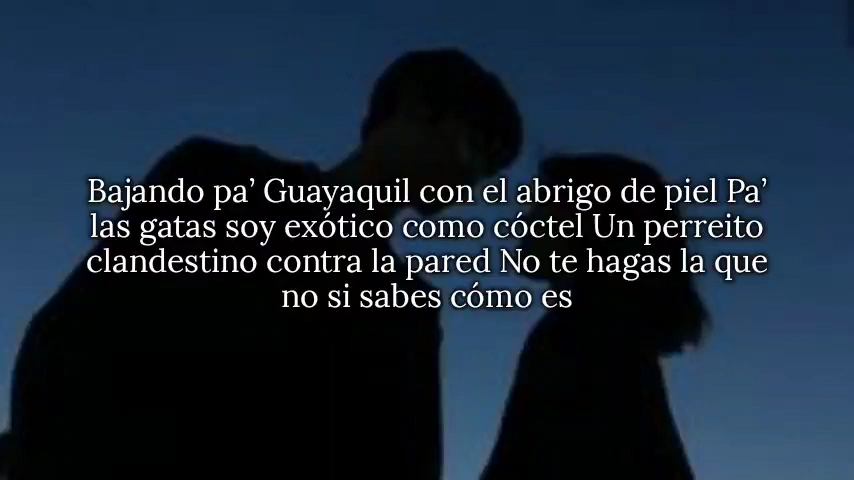 Bajando pa’ Guayaquil con el abrigo de piel Pa’
las gatas soy exótico como cóctel Un perreito
clandestino contra la pared No te hagas la que
no si sabes cómo es